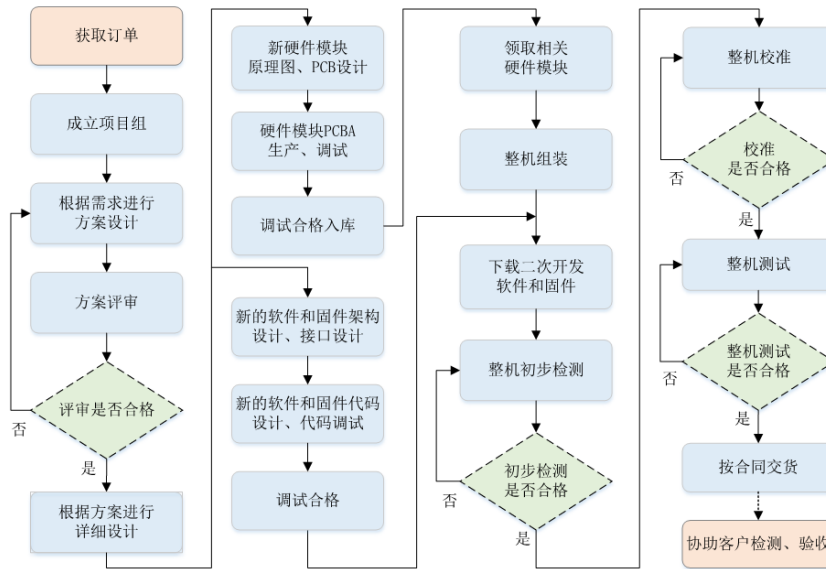 获取订单
成立项目组
根据需求进行
方案设计
方案评审
评审是否合格
否
是
根据方案进行
详细设计
新硬件模块
原理图、PCB设计
硬件模块PCBA
生产、调试
调试合格入库
新的软件和固件架构
设计、接口设计
新的软件和固件代码
设计、代码调试
调试合格
领取相关
硬件模块
整机组装
下载二次开发
软件和固件
整机初步检测
初步检测
是否合格
否
是
整机校准
校准
是否合格
否
是
整机测试
整机测试
是否合格
否
是
按合同交货
协助客户检测、验收